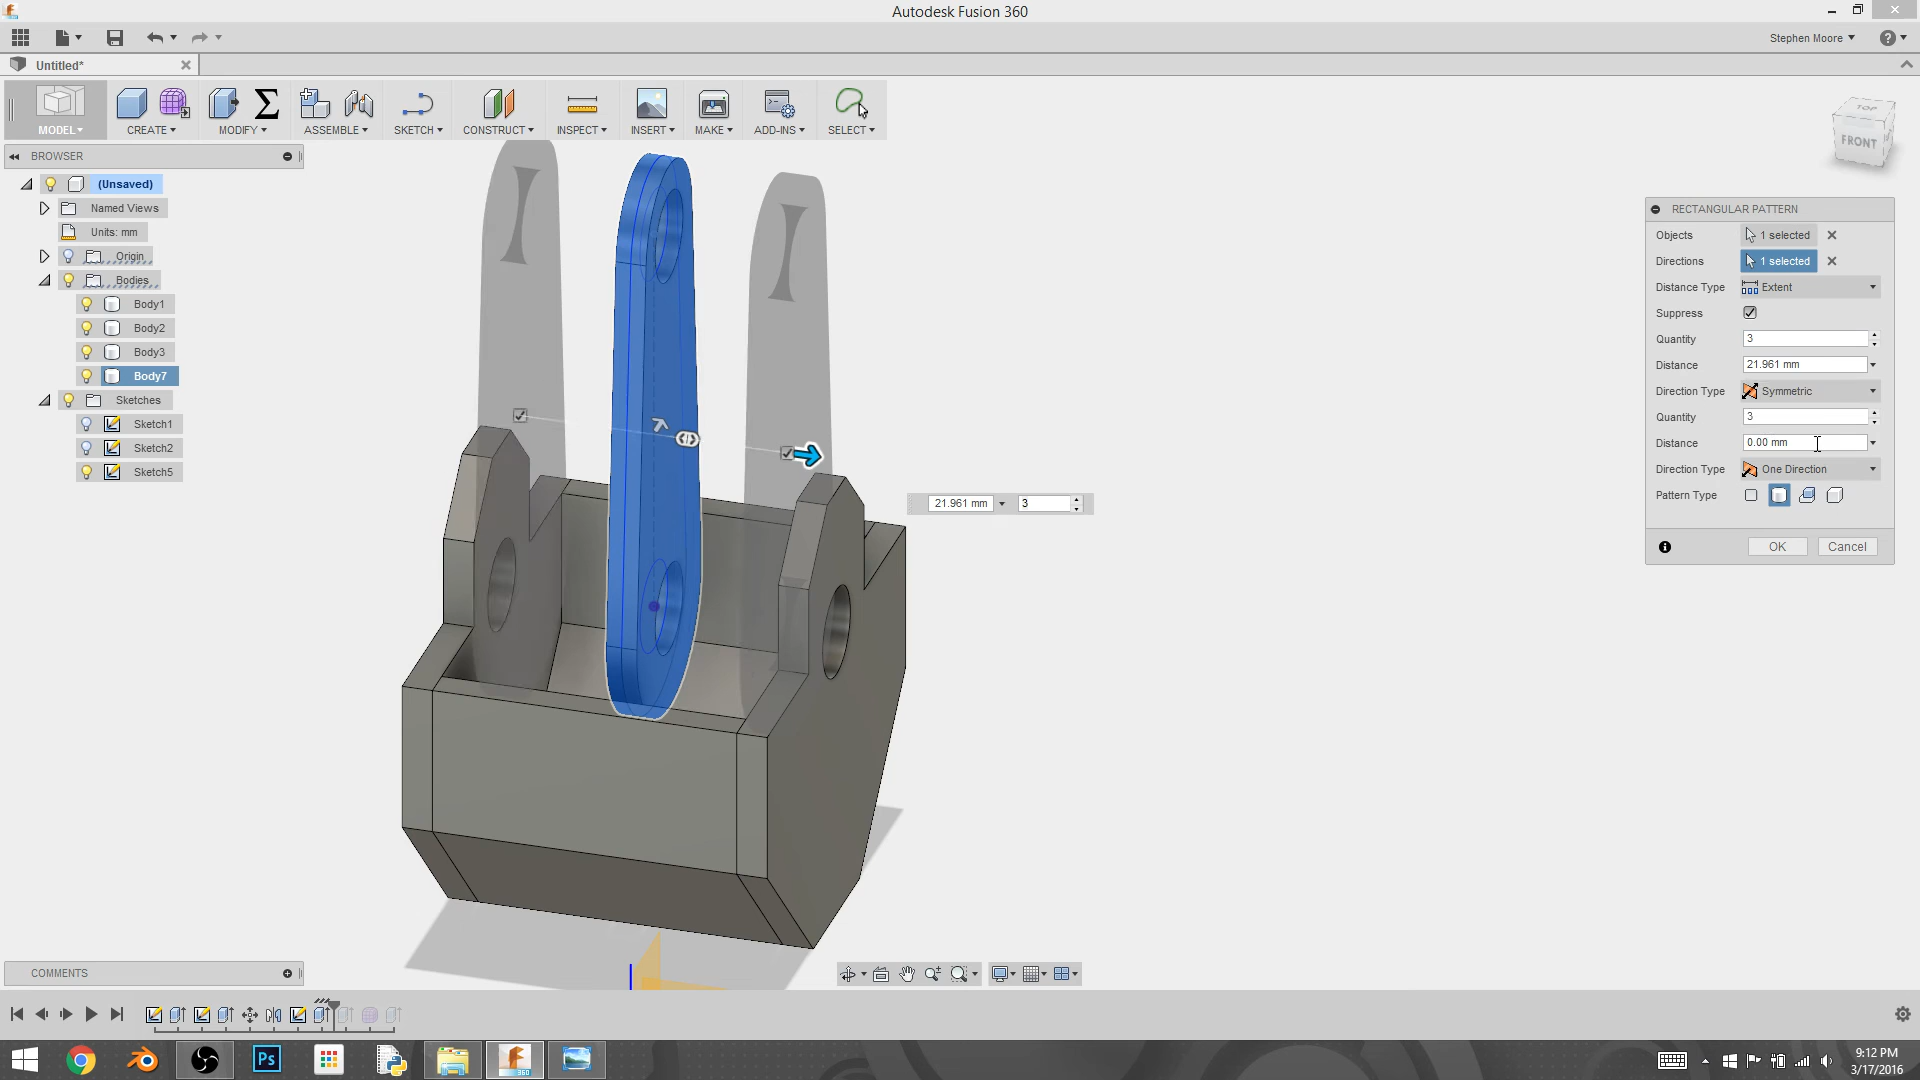 Autodesk Fusion 360
Stephen Moore
Untitled*
MODEL
CREATE
MODIFY
ASSEMBLE
SKETCH
CONSTRUCT
INSPECT
INSERT
MAKE
ADD-INS
SELECT
TOP
FRONT
BROWSER
(Unsaved)
Named Views
Units: mm
Origin
Bodies
Body1
Body2
Body3
Body7
Sketches
Sketch1
Sketch2
Sketch5
RECTANGULAR PATTERN
Objects 1 selected
Directions 1 selected
Distance Type Extent
Suppress
Quantity 3
Distance 21.961 mm
Direction Type Symmetric
Quantity 3
Distance 0.00 mm
Direction Type One Direction
Pattern Type
OK Cancel
21.961 mm 3
COMMENTS
Ps
360
9:12 PM
3/17/2016